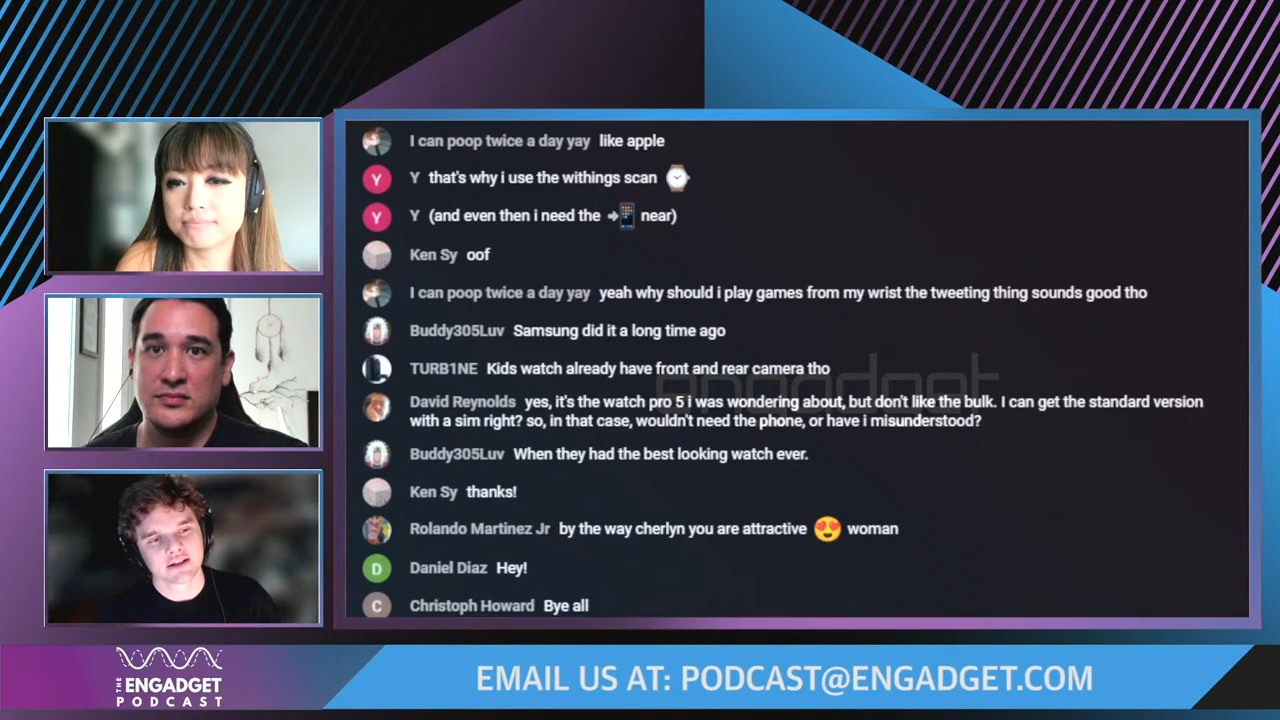 I can poop twice a day yay like apple
Y Y that's why i use the withings scan ⌚
Y Y (and even then i need the 📲 near)
Ken Sy oof
I can poop twice a day yay yeah why should i play games from my wrist the tweeting thing sounds good tho
Buddy305Luv Samsung did it a long time ago
TURB1NE Kids watch already have front and rear camera tho
engadget
David Reynolds yes, it's the watch pro 5 i was wondering about, but don't like the bulk. I can get the standard version
with a sim right? so, in that case, wouldn't need the phone, or have i misunderstood?
Buddy305Luv When they had the best looking watch ever.
Ken Sy thanks!
Rolando Martinez Jr by the way cherlyn you are attractive 😍 woman
D Daniel Diaz Hey!
C Christoph Howard Bye all
THE ENGADGET
PODCAST
EMAIL US AT: PODCAST@ENGADGET.COM